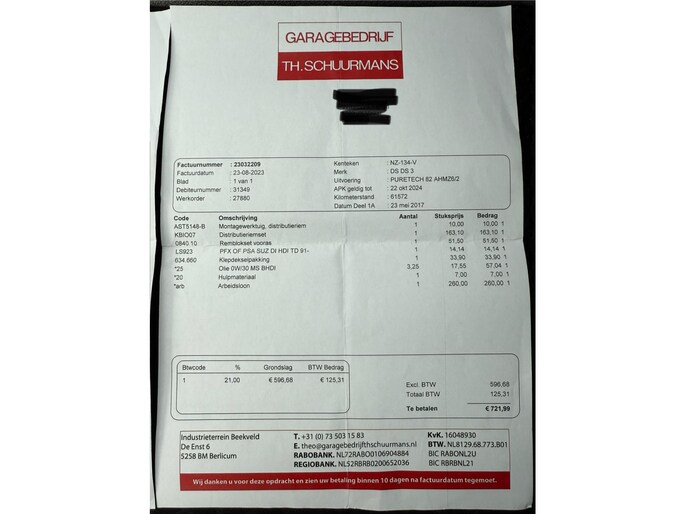 GARAGEBEDRIJF
TH.SCHUURMANS
Factuurnummer : 23032209
Factuurdatum : 23-08-2023
Blad : 1 van 1
Debiteurnummer : 31349
Werkorder : 27880
Kenteken : NZ-134-V
Merk : DS DS 3
Uitvoering : PURETECH 82 AHMZ6/2
APK geldig tot : 22 okt 2024
Kilometerstand : 61572
Datum Deel 1A : 23 mei 2017
Code Omschrijving Aantal Stuksprijs Bedrag
AST5148-B Montagewerktuig, distributieriem 1 10,00 10,00 1
KBIO07 Distributieriemset 1 163,10 163,10 1
0840.10 Remblokset vooras 1 51,50 51,50 1
LS923 PFX OF PSA SUZ DI HDI TD 91- 1 14,14 14,14 1
634.660 Klepdekselpakking 1 33,90 33,90 1
*25 Olie 0W/30 MS BHDI 3,25 17,55 57,04 1
*20 Hulpmateriaal 1 7,00 7,00 1
*arb Arbeidsloon 1 260,00 260,00 1
Btwcode % Grondslag BTW Bedrag
1 21,00 € 596,68 € 125,31
Excl. BTW 596,68
Totaal BTW 125,31
Te betalen € 721,99
Industrieterrein Beekveld
De Enst 6
5258 BM Berlicum
T. +31 (0) 73 503 15 83
E. theo@garagebedrijfthschuurmans.nl
RABOBANK. NL72RABO0106904884
REGIOBANK. NL52RBRB0200652036
KvK. 16048930
BTW. NL8129.68.773.B01
BIC RABONL2U
BIC RBRBNL21
Wij danken u voor deze opdracht en zien uw betaling binnen 10 dagen na factuurdatum tegemoet.